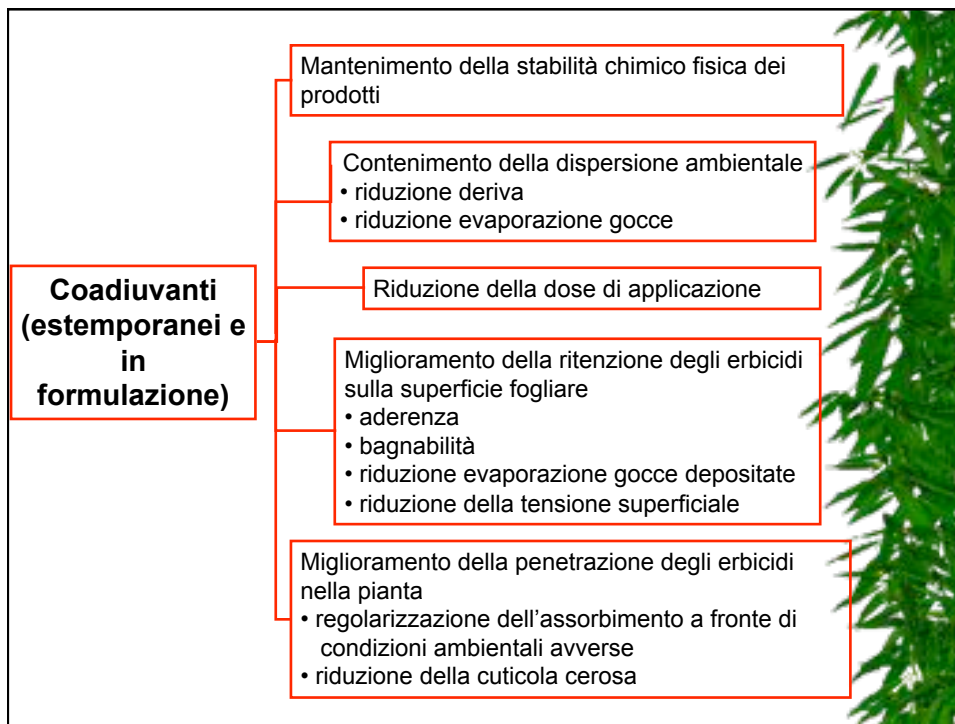 Mantenimento della stabilità chimico fisica dei
prodotti
Contenimento della dispersione ambientale
• riduzione deriva
• riduzione evaporazione gocce
Coadiuvanti
(estemporanei e
in
formulazione)
Riduzione della dose di applicazione
Miglioramento della ritenzione degli erbicidi
sulla superficie fogliare
• aderenza
• bagnabilità
• riduzione evaporazione gocce depositate
• riduzione della tensione superficiale
Miglioramento della penetrazione degli erbicidi
nella pianta
• regolarizzazione dell’assorbimento a fronte di
condizioni ambientali avverse
• riduzione della cuticola cerosa